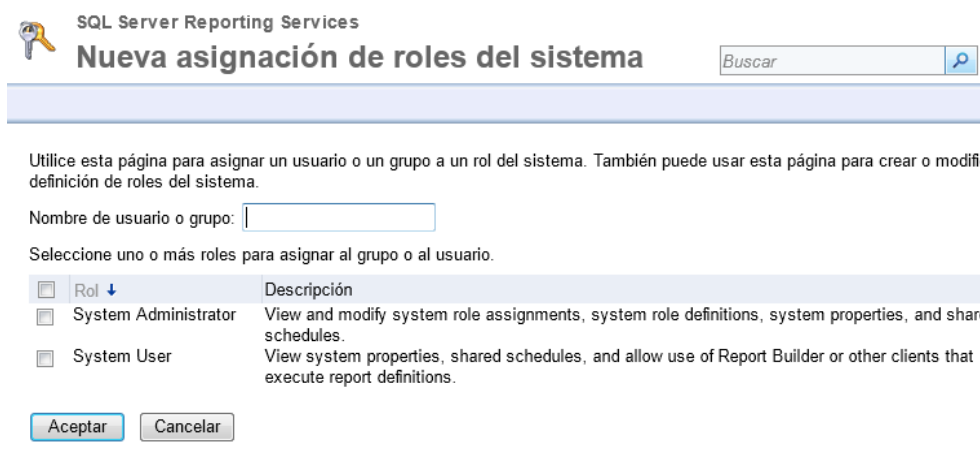 SQL Server Reporting Services
Nueva asignación de roles del sistema
Buscar
Utilice esta página para asignar un usuario o un grupo a un rol del sistema. También puede usar esta página para crear o modifi
definición de roles del sistema.
Nombre de usuario o grupo:
Seleccione uno o más roles para asignar al grupo o al usuario.
Rol Descripción
System Administrator View and modify system role assignments, system role definitions, system properties, and shar
schedules.
System User View system properties, shared schedules, and allow use of Report Builder or other clients that
execute report definitions.
Aceptar Cancelar